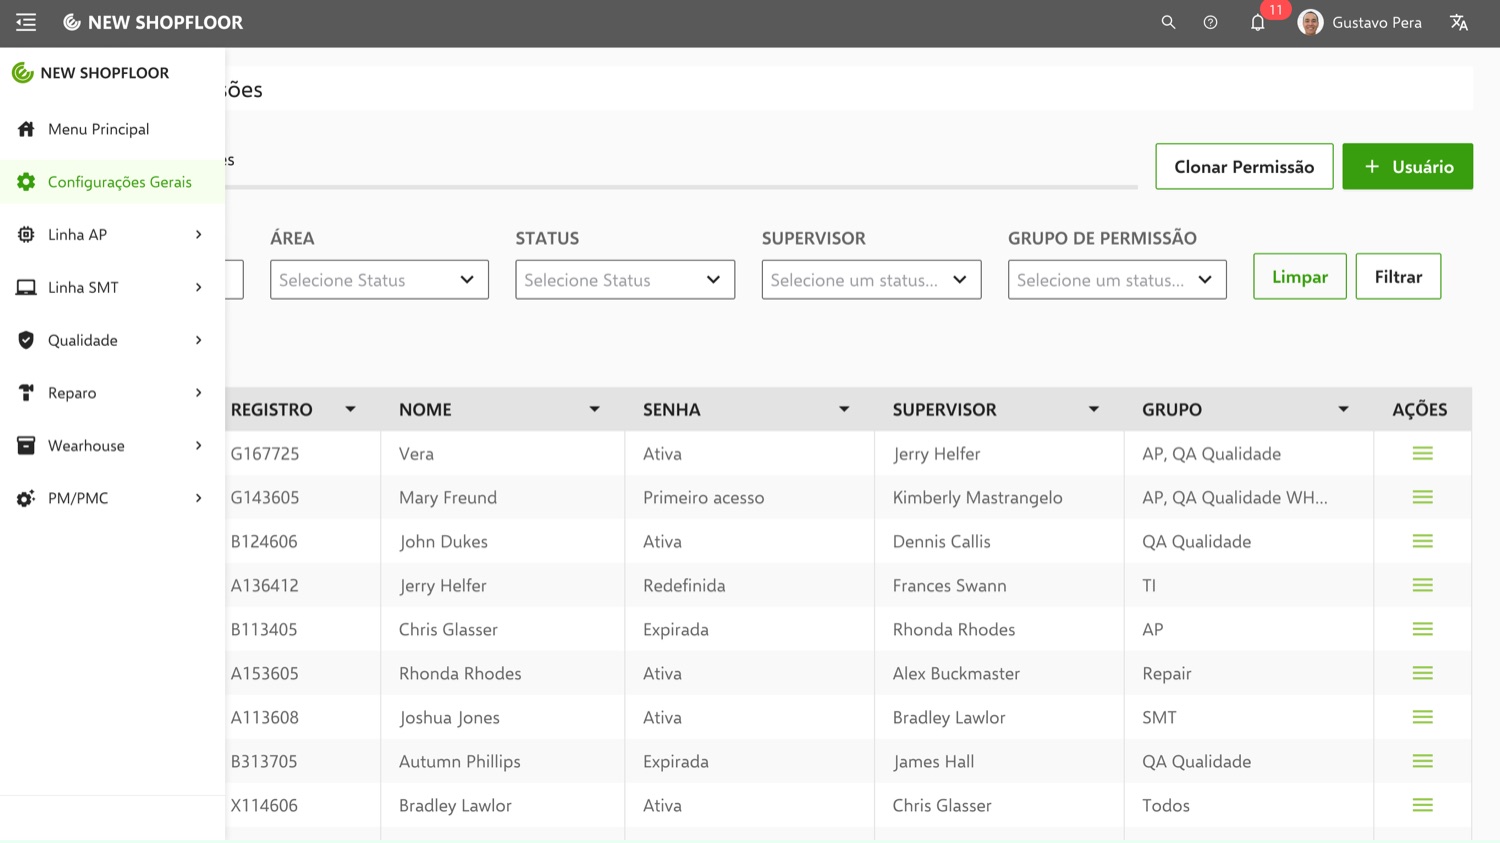 NEW SHOPFLOOR
11
Gustavo Pera
NEW SHOPFLOOR
Menu Principal
Configurações Gerais
Linha AP
Linha SMT
Qualidade
Reparo
Wearhouse
PM/PMC
sões
es
Clonar Permissão
+ Usuário
ÁREA STATUS SUPERVISOR GRUPO DE PERMISSÃO
Selecione Status Selecione Status Selecione um status... Selecione um status... Limpar Filtrar
REGISTRO NOME SENHA SUPERVISOR GRUPO AÇÕES
G167725 Vera Ativa Jerry Helfer AP, QA Qualidade
G143605 Mary Freund Primeiro acesso Kimberly Mastrangelo AP, QA Qualidade WH...
B124606 John Dukes Ativa Dennis Callis QA Qualidade
A136412 Jerry Helfer Redefinida Frances Swann TI
B113405 Chris Glasser Expirada Rhonda Rhodes AP
A153605 Rhonda Rhodes Ativa Alex Buckmaster Repair
A113608 Joshua Jones Ativa Bradley Lawlor SMT
B313705 Autumn Phillips Expirada James Hall QA Qualidade
X114606 Bradley Lawlor Ativa Chris Glasser Todos